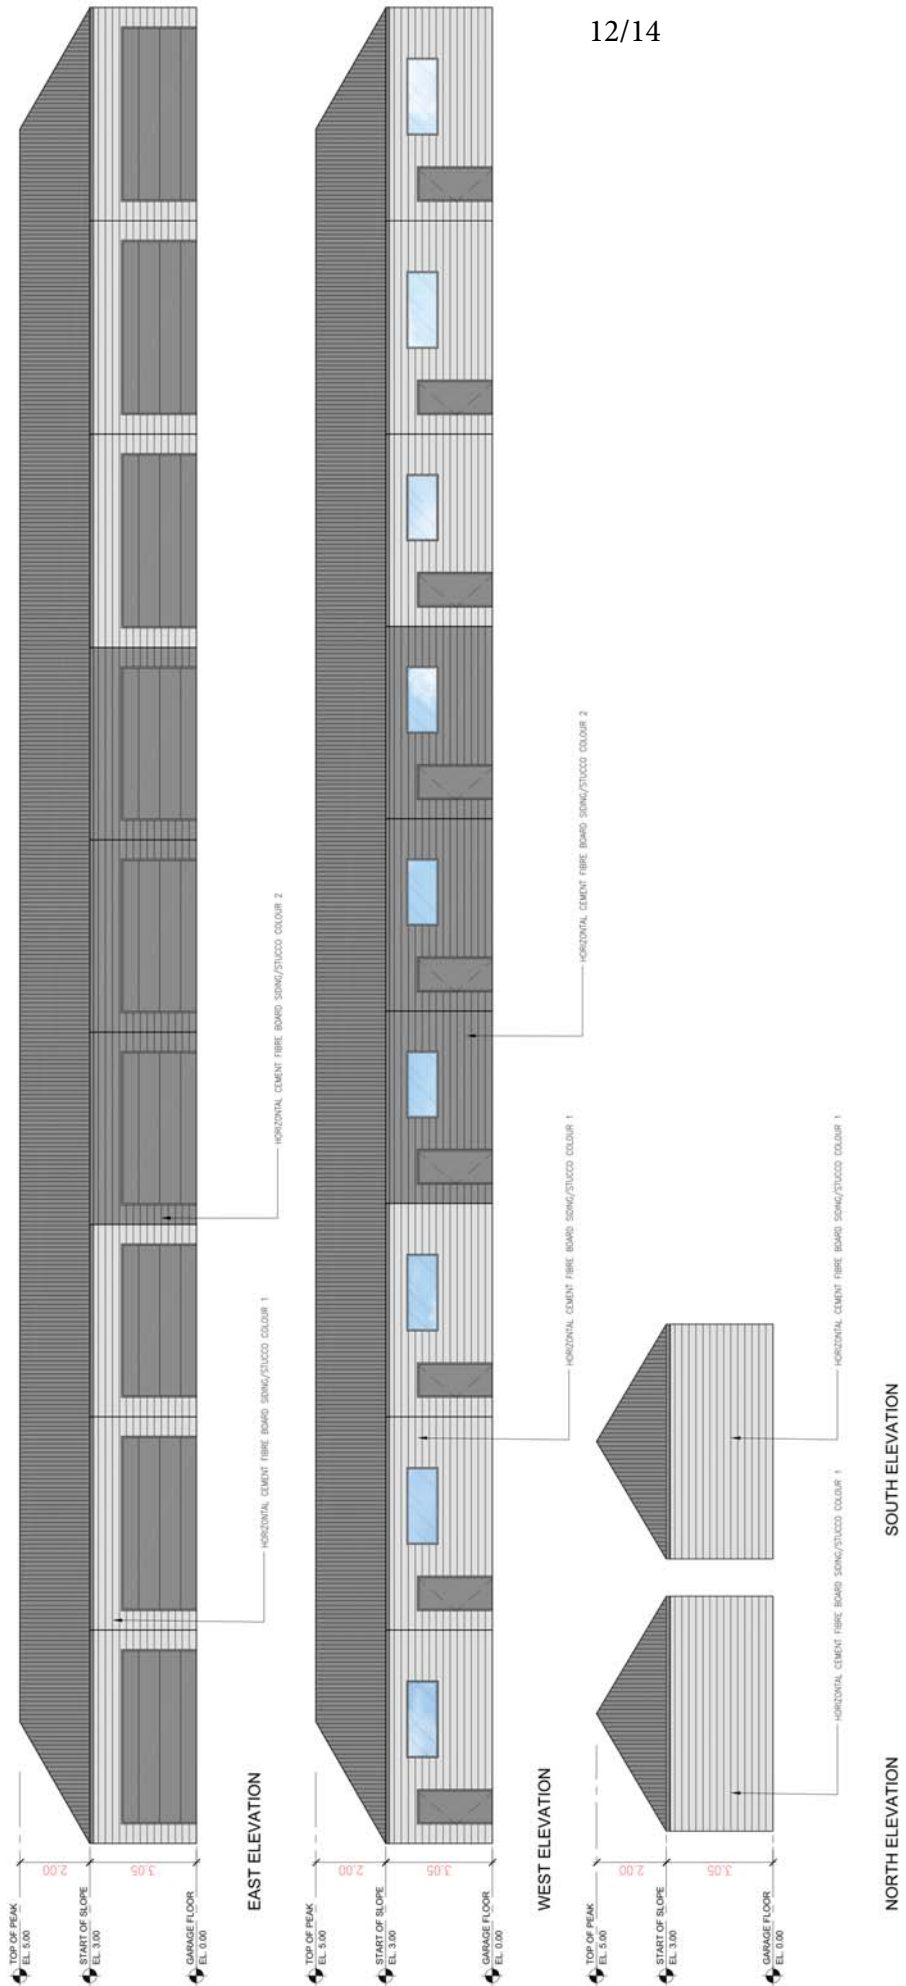 12/14
TOP OF PEAK
EL. 5.00
2.00
START OF SLOPE
EL. 3.00
3.05
GARAGE FLOOR
EL. 0.00
HORIZONTAL CEMENT FIBRE BOARD SIDING/STUCCO COLOUR 1
HORIZONTAL CEMENT FIBRE BOARD SIDING/STUCCO COLOUR 2
EAST ELEVATION
TOP OF PEAK
EL. 5.00
2.00
START OF SLOPE
EL. 3.00
3.05
GARAGE FLOOR
EL. 0.00
HORIZONTAL CEMENT FIBRE BOARD SIDING/STUCCO COLOUR 1
HORIZONTAL CEMENT FIBRE BOARD SIDING/STUCCO COLOUR 2
WEST ELEVATION
TOP OF PEAK
EL. 5.00
2.00
START OF SLOPE
EL. 3.00
3.05
GARAGE FLOOR
EL. 0.00
HORIZONTAL CEMENT FIBRE BOARD SIDING/STUCCO COLOUR 1
HORIZONTAL CEMENT FIBRE BOARD SIDING/STUCCO COLOUR 1
NORTH ELEVATION
SOUTH ELEVATION